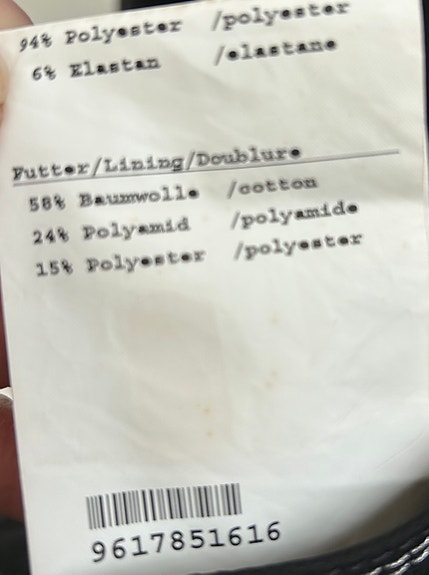 94% Polyester /polyester
6% Elastan /elastane
Futter/Lining/Doublure
58% Baumwolle /cotton
24% Polyamid /polyamide
15% Polyester /polyester
9617851616